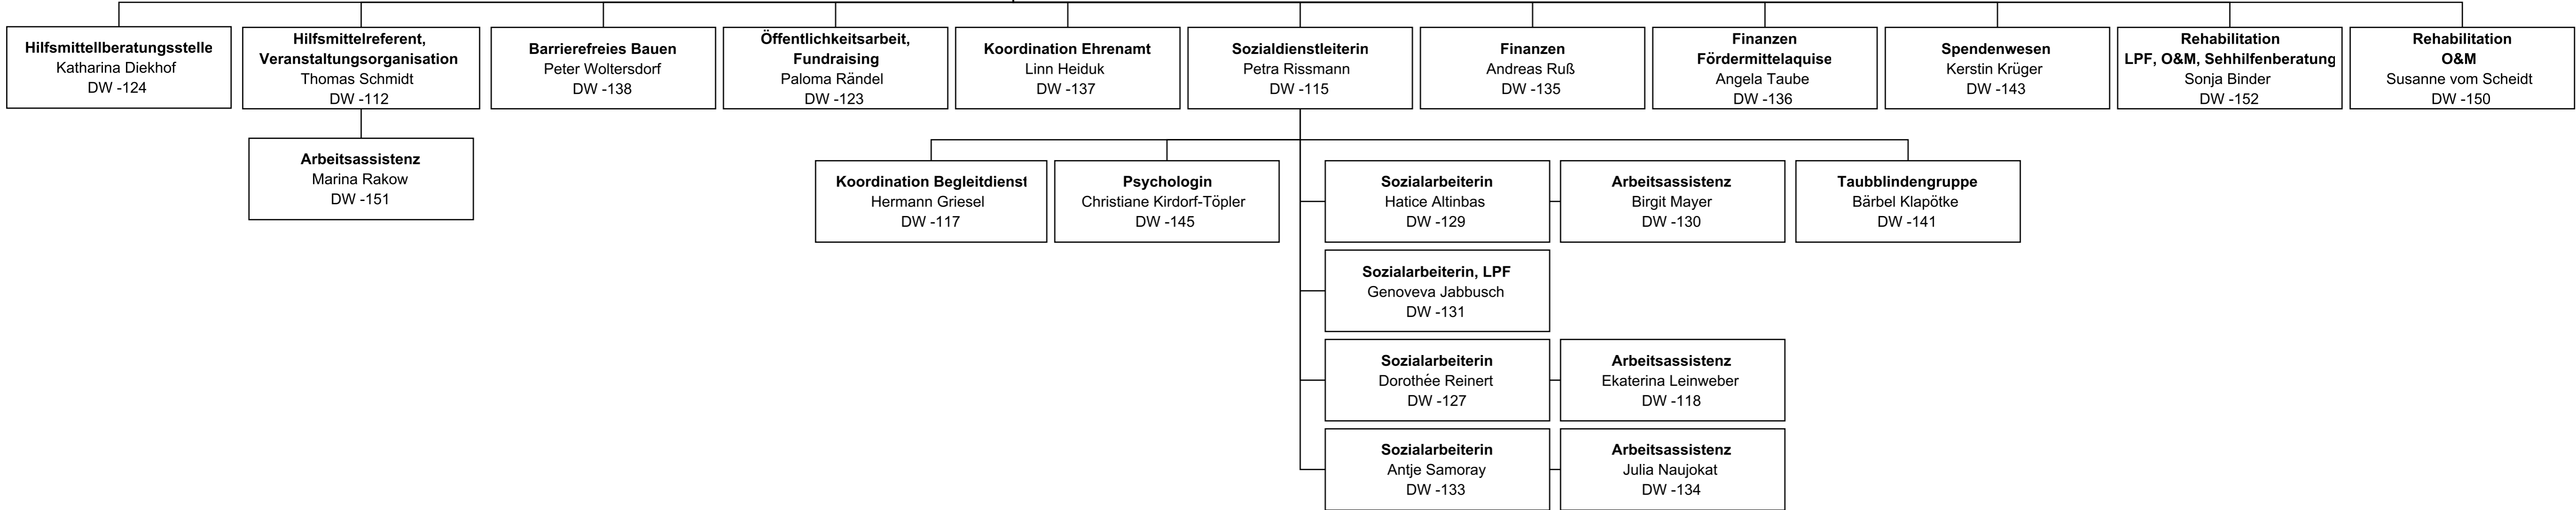 Hilfsmittellberatungsstelle
Katharina Diekhof
DW -124
Hilfsmittelreferent,
Veranstaltungsorganisation
Thomas Schmidt
DW -112
Barrierefreies Bauen
Peter Woltersdorf
DW -138
Öffentlichkeitsarbeit,
Fundraising
Paloma Rändel
DW -123
Koordination Ehrenamt
Linn Heiduk
DW -137
Sozialdienstleiterin
Petra Rissmann
DW -115
Finanzen
Andreas Ruß
DW -135
Finanzen
Fördermittelaquise
Angela Taube
DW -136
Spendenwesen
Kerstin Krüger
DW -143
Rehabilitation
LPF, O&M, Sehhilfenberatung
Sonja Binder
DW -152
Rehabilitation
O&M
Susanne vom Scheidt
DW -150
Arbeitsassistenz
Marina Rakow
DW -151
Koordination Begleitdienst
Hermann Griesel
DW -117
Psychologin
Christiane Kirdorf-Töpler
DW -145
Sozialarbeiterin
Hatice Altinbas
DW -129
Arbeitsassistenz
Birgit Mayer
DW -130
Taubblindengruppe
Bärbel Klapötke
DW -141
Sozialarbeiterin, LPF
Genoveva Jabbusch
DW -131
Sozialarbeiterin
Dorothée Reinert
DW -127
Arbeitsassistenz
Ekaterina Leinweber
DW -118
Sozialarbeiterin
Antje Samoray
DW -133
Arbeitsassistenz
Julia Naujokat
DW -134